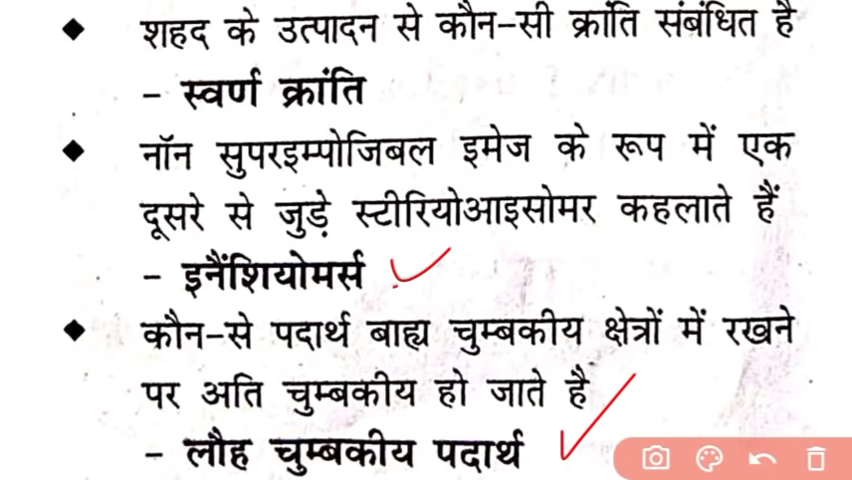 ◆ शहद के उत्पादन से कौन-सी क्रांति संबंधित है
- स्वर्ण क्रांति
◆ नॉन सुपरइम्पोजिबल इमेज के रूप में एक
दूसरे से जुड़े स्टीरियोआइसोमर कहलाते हैं
- इनैंशियोमर्स
◆ कौन-से पदार्थ बाह्य चुम्बकीय क्षेत्रों में रखने
पर अति चुम्बकीय हो जाते है
- लौह चुम्बकीय पदार्थ